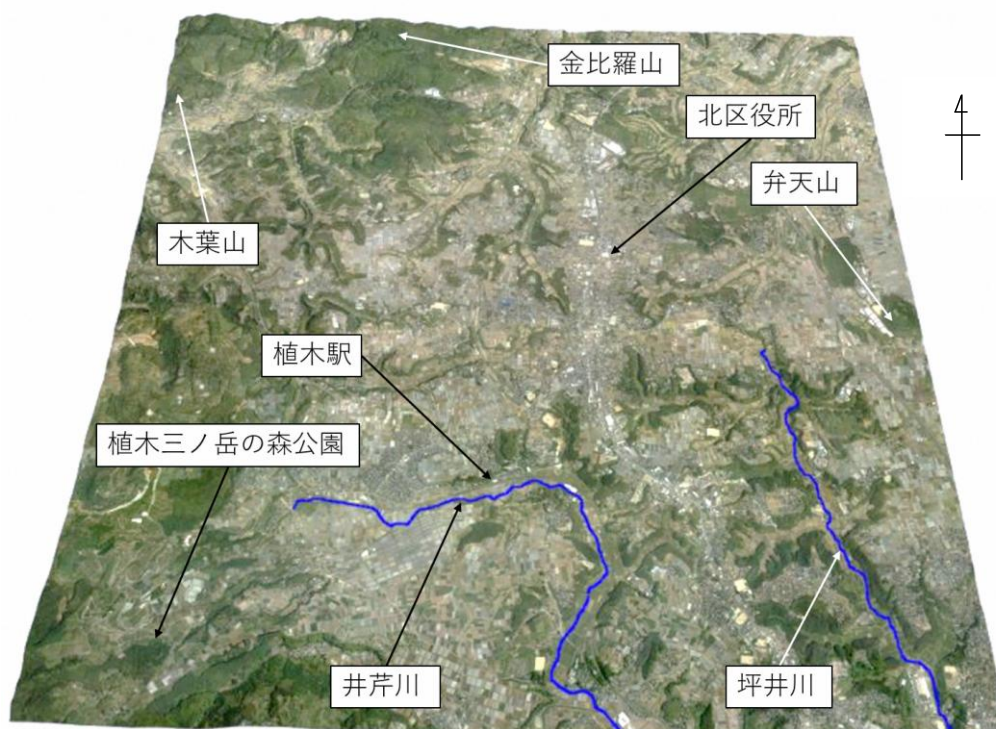 金比羅山
北区役所
弁天山
木葉山
植木駅
植木三ノ岳の森公園
井芹川
坪井川